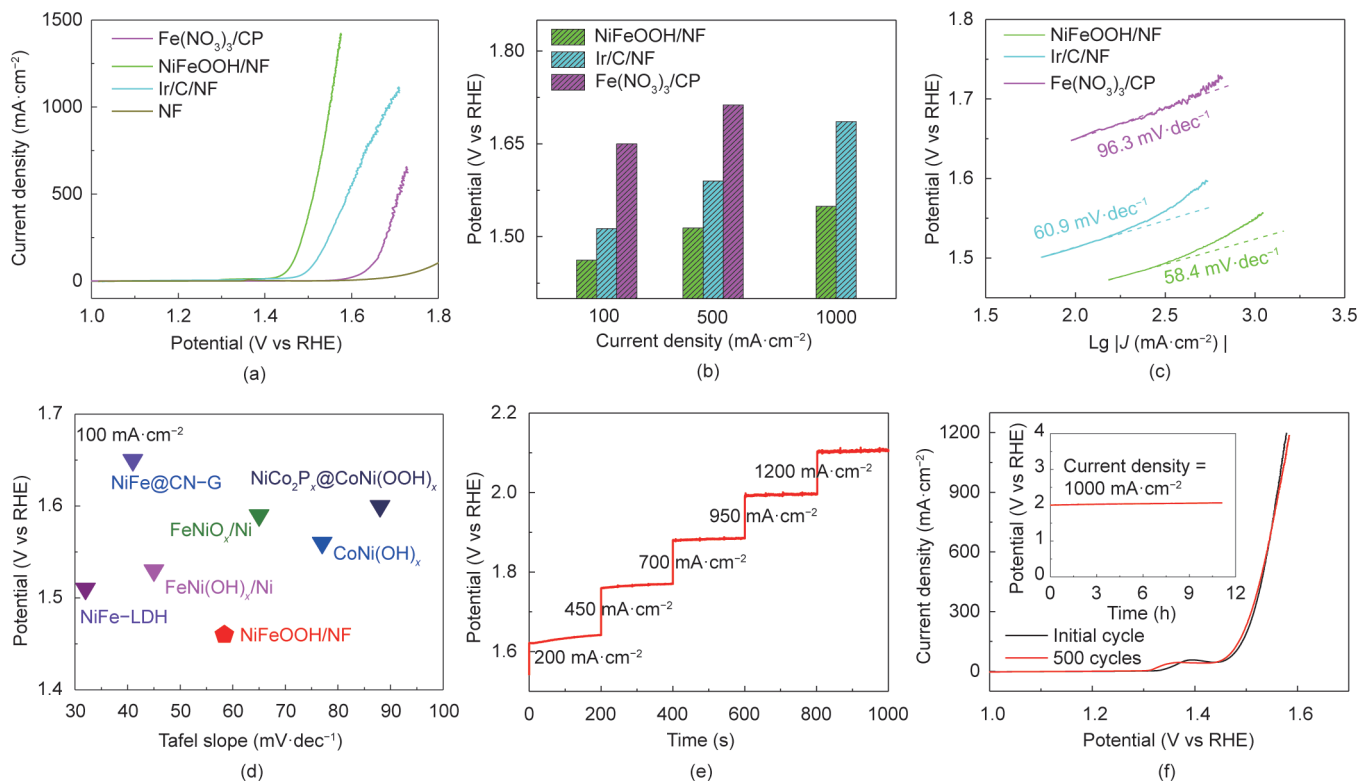 1500
1000
500
0
Current density (mA·cm⁻²)
Fe(NO₃)₃/CP
NiFeOOH/NF
Ir/C/NF
NF
1.0
1.2
1.4
1.6
1.8
Potential (V vs RHE)
(a)
1.80
1.65
1.50
Potential (V vs RHE)
NiFeOOH/NF
Ir/C/NF
Fe(NO₃)₃/CP
100
500
1000
Current density (mA·cm⁻²)
(b)
1.8
1.7
1.6
1.5
Potential (V vs RHE)
NiFeOOH/NF
Ir/C/NF
Fe(NO₃)₃/CP
96.3 mV·dec⁻¹
60.9 mV·dec⁻¹
58.4 mV·dec⁻¹
1.5
2.0
2.5
3.0
3.5
Lg |J (mA·cm⁻²) |
(c)
1.7
1.6
1.5
1.4
Potential (V vs RHE)
100 mA·cm⁻²
NiFe@CN−G
NiCo₂Pₓ@CoNi(OOH)ₓ
FeNiOₓ/Ni
CoNi(OH)ₓ
FeNi(OH)ₓ/Ni
NiFe−LDH
NiFeOOH/NF
30
40
50
60
70
80
90
100
Tafel slope (mV·dec⁻¹)
(d)
2.2
2.0
1.8
1.6
Potential (V vs RHE)
1200 mA·cm⁻²
950 mA·cm⁻²
700 mA·cm⁻²
450 mA·cm⁻²
200 mA·cm⁻²
0
200
400
600
800
1000
Time (s)
(e)
1200
900
600
300
0
Current density (mA·cm⁻²)
4
3
2
1
0
Potential (V vs RHE)
Current density =
1000 mA·cm⁻²
0
3
6
9
12
Time (h)
Initial cycle
500 cycles
1.0
1.2
1.4
1.6
Potential (V vs RHE)
(f)